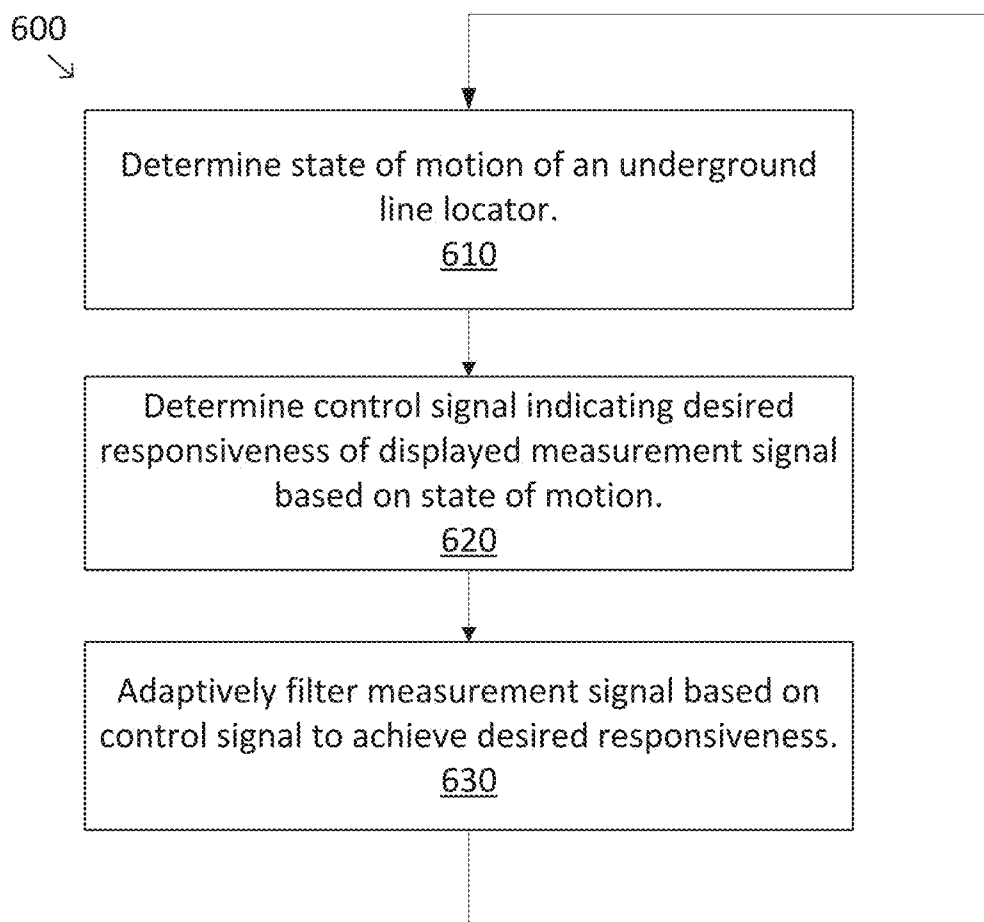 600
Determine state of motion of an underground
line locator.
610
Determine control signal indicating desired
responsiveness of displayed measurement signal
based on state of motion.
620
Adaptively filter measurement signal based on
control signal to achieve desired responsiveness.
630